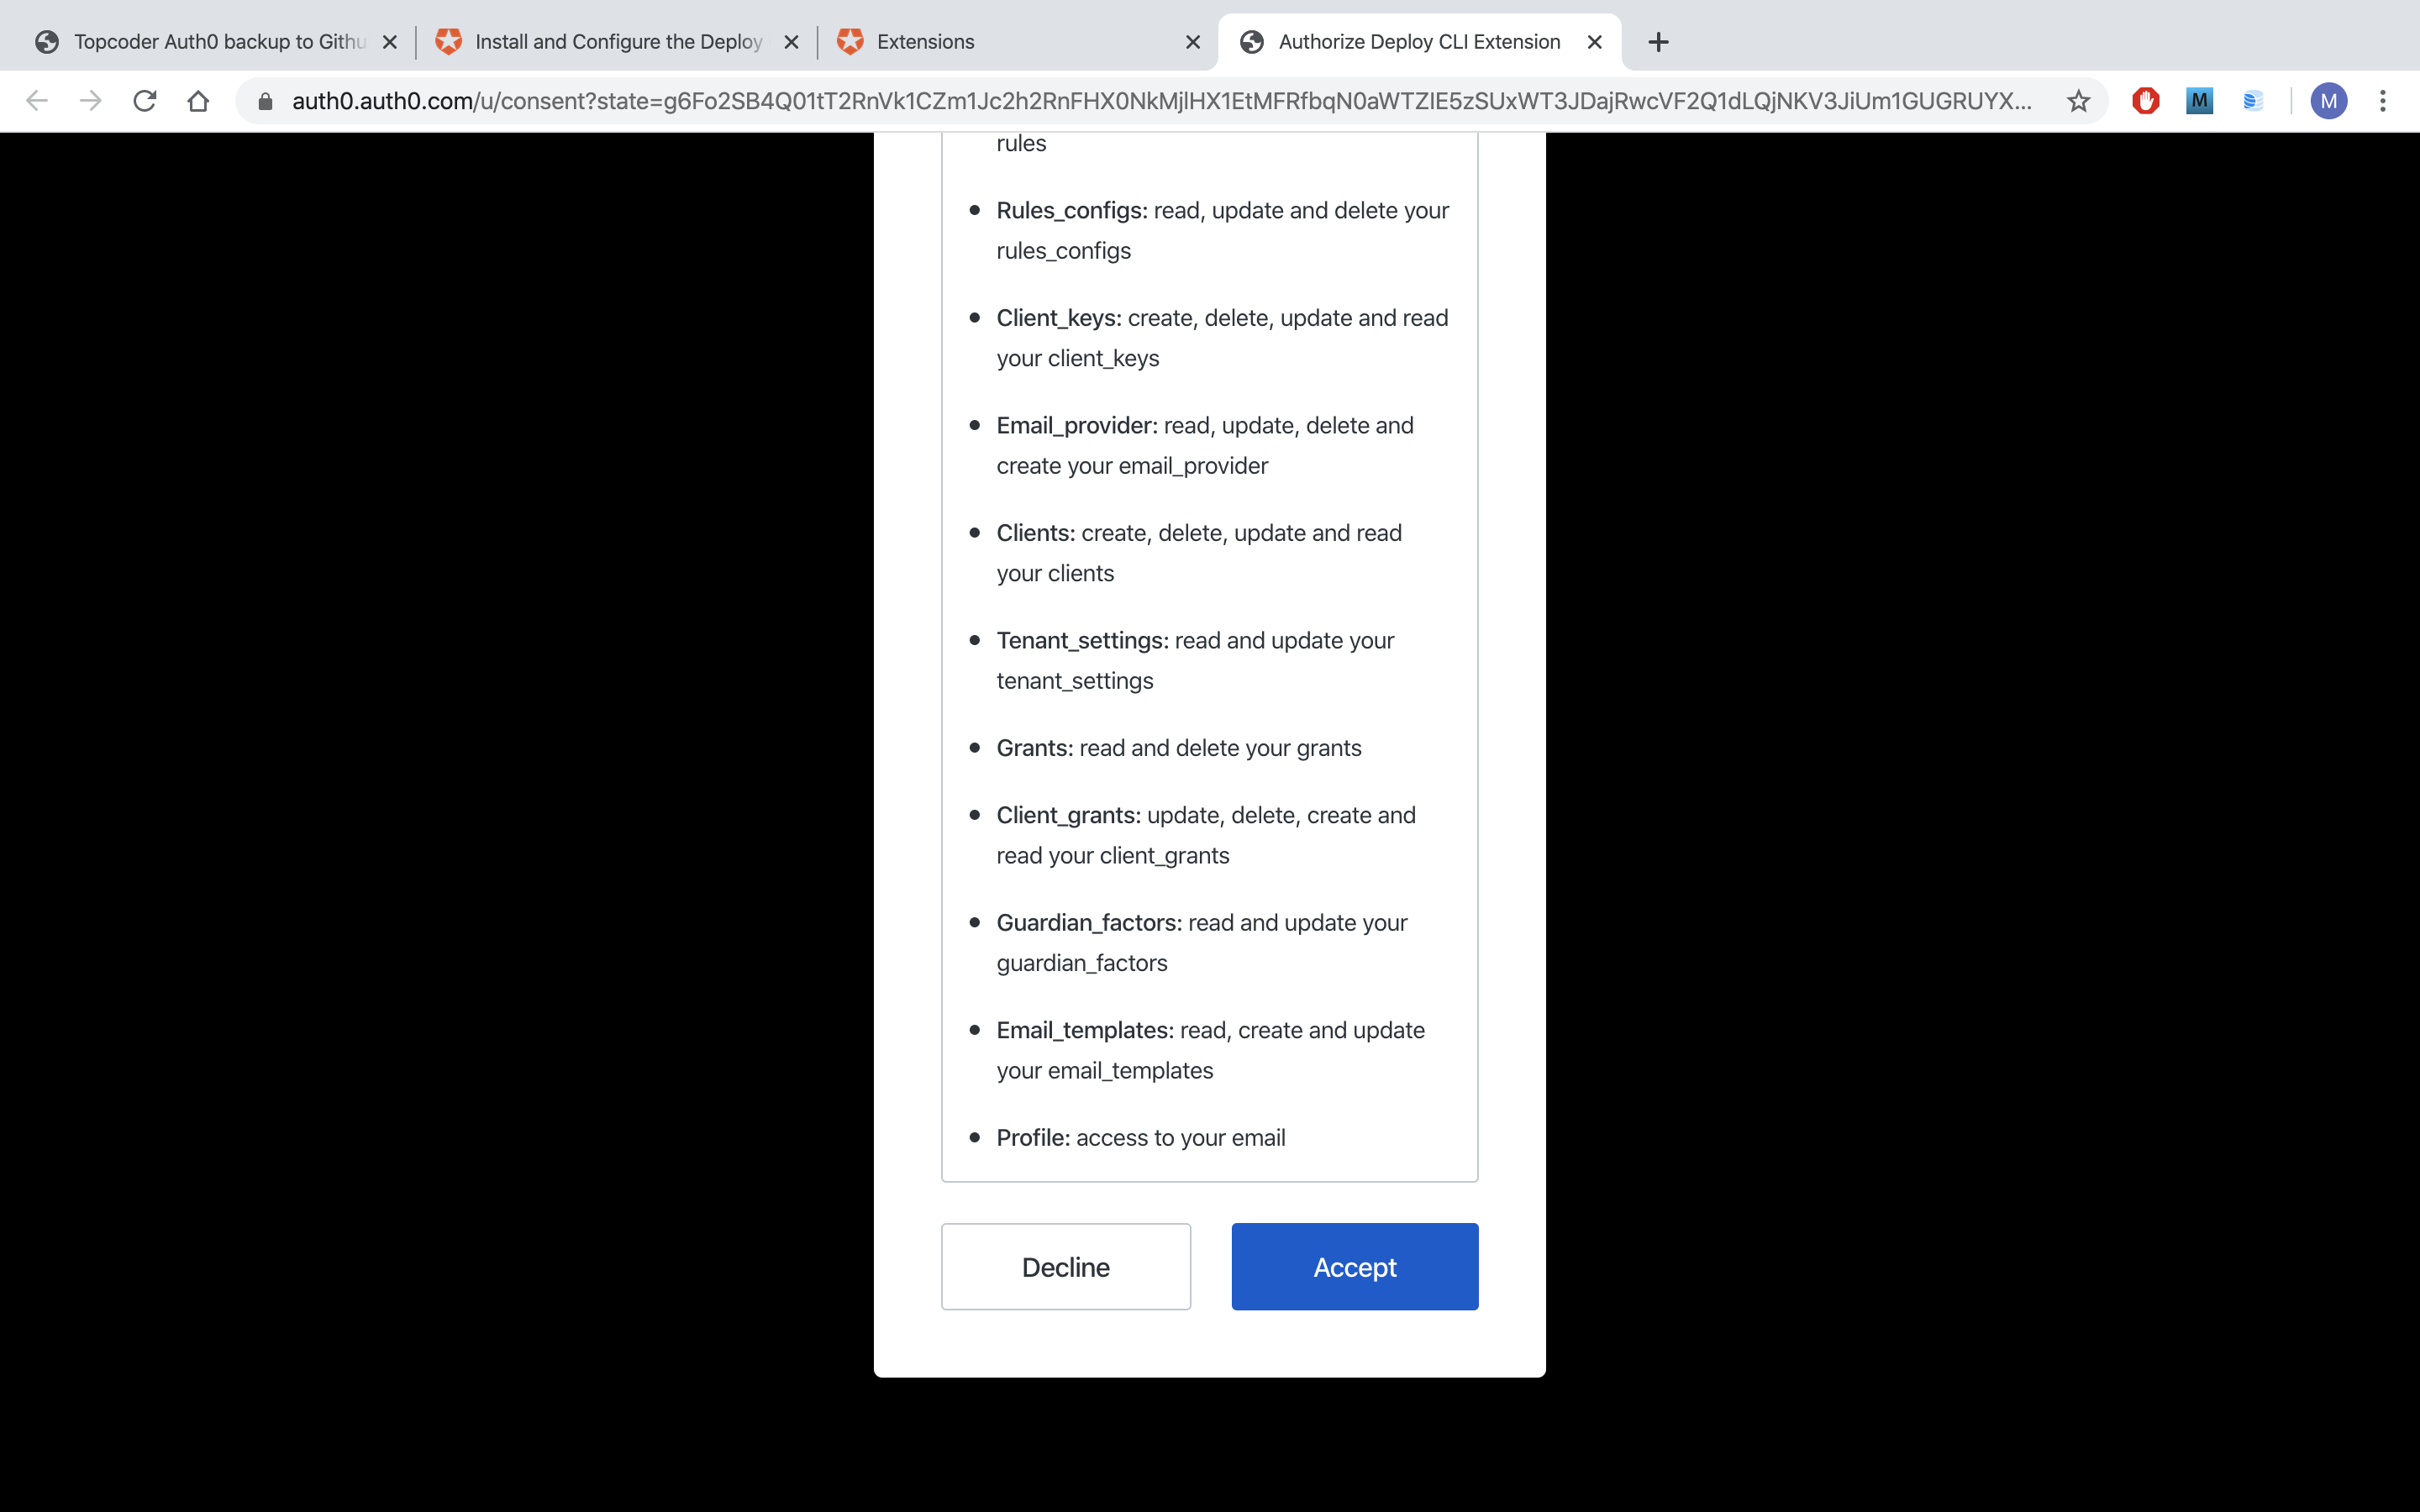 Topcoder Auth0 backup to Githu
Install and Configure the Deploy
Extensions
Authorize Deploy CLI Extension
auth0.auth0.com/u/consent?state=g6Fo2SB4Q01tT2RnVk1CZm1Jc2h2RnFHX0NkMjlHX1EtMFRfbqN0aWTZIE5zSUxWT3JDajRwcVF2Q1dLQjNKV3JiUm1GUGRUYX...
M
M
rules
Rules_configs: read, update and delete your
rules_configs
Client_keys: create, delete, update and read
your client_keys
Email_provider: read, update, delete and
create your email_provider
Clients: create, delete, update and read
your clients
Tenant_settings: read and update your
tenant_settings
Grants: read and delete your grants
Client_grants: update, delete, create and
read your client_grants
Guardian_factors: read and update your
guardian_factors
Email_templates: read, create and update
your email_templates
Profile: access to your email
Decline
Accept